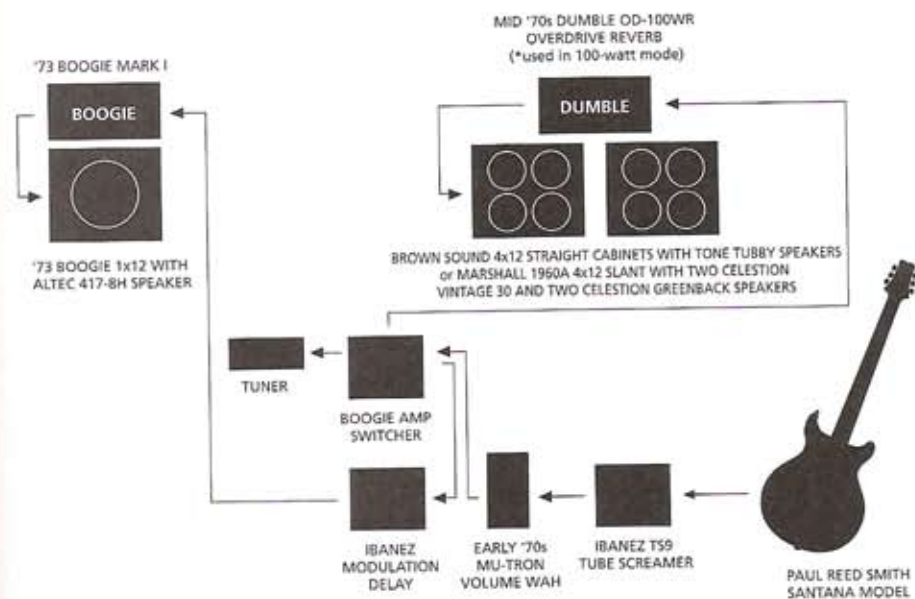 MID '70s DUMBLE OD-100WR
OVERDRIVE REVERB
(*used in 100-watt mode)
'73 BOOGIE MARK I
BOOGIE
DUMBLE
'73 BOOGIE 1x12 WITH
ALTEC 417-8H SPEAKER
BROWN SOUND 4x12 STRAIGHT CABINETS WITH TONE TUBBY SPEAKERS
or MARSHALL 1960A 4x12 SLANT WITH TWO CELESTION
VINTAGE 30 AND TWO CELESTION GREENBACK SPEAKERS
TUNER
BOOGIE AMP
SWITCHER
IBANEZ
MODULATION
DELAY
EARLY '70s
MU-TRON
VOLUME WAH
IBANEZ TS9
TUBE SCREAMER
PAUL REED SMITH
SANTANA MODEL